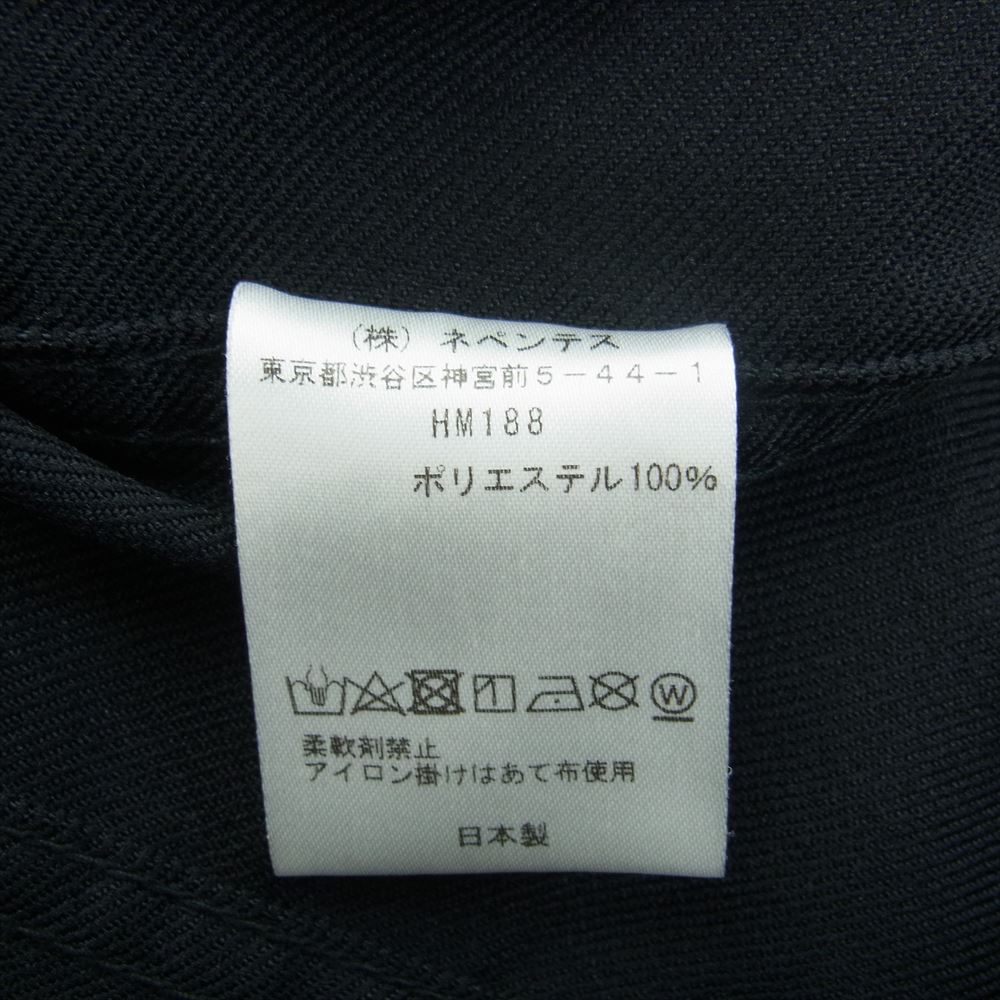 (株) ネペンテス
東京都渋谷区神宮前5-44-1
HM188
ポリエステル100%
W
柔軟剤禁止
アイロン掛けはあて布使用
日本製